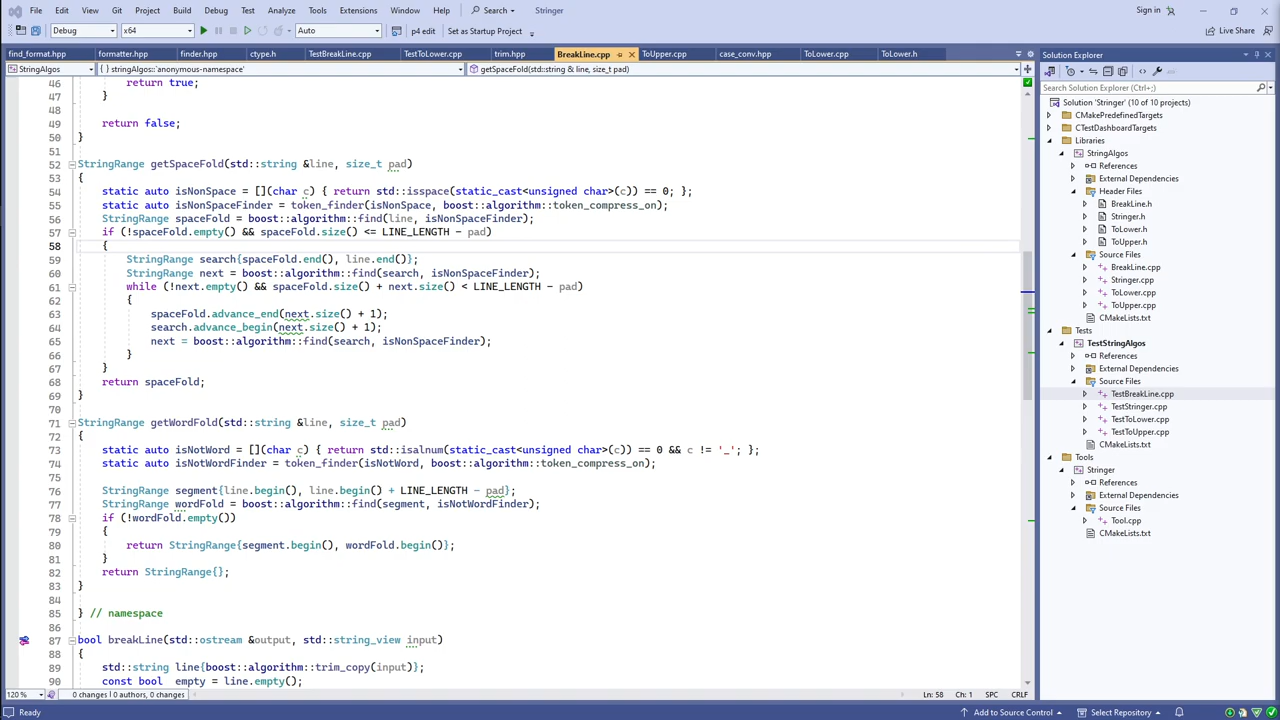 File Edit View Git Project Build Debug Test Analyze Tools Extensions Window Help Search Stringer Sign in
Debug x64 Auto p4 edit Set as Startup Project Live Share
find_format.hpp formatter.hpp finder.hpp ctype.h TestBreakLine.cpp TestToLower.cpp trim.hpp BreakLine.cpp ToUpper.cpp case_conv.hpp ToLower.cpp ToLower.h
StringAlgos stringAlgos::`anonymous-namespace' getSpaceFold(std::string & line, size_t pad)
46 return true;
47 }
48
49 return false;
50 }
51
52 StringRange getSpaceFold(std::string &line, size_t pad)
53 {
54 static auto isNonSpace = [](char c) { return std::isspace(static_cast<unsigned char>(c)) == 0; };
55 static auto isNonSpaceFinder = token_finder(isNonSpace, boost::algorithm::token_compress_on);
56 StringRange spaceFold = boost::algorithm::find(line, isNonSpaceFinder);
57 if (!spaceFold.empty() && spaceFold.size() <= LINE_LENGTH - pad)
58 {
59 StringRange search{spaceFold.end(), line.end()};
60 StringRange next = boost::algorithm::find(search, isNonSpaceFinder);
61 while (!next.empty() && spaceFold.size() + next.size() < LINE_LENGTH - pad)
62 {
63 spaceFold.advance_end(next.size() + 1);
64 search.advance_begin(next.size() + 1);
65 next = boost::algorithm::find(search, isNonSpaceFinder);
66 }
67 }
68 return spaceFold;
69 }
70
71 StringRange getWordFold(std::string &line, size_t pad)
72 {
73 static auto isNotWord = [](char c) { return std::isalnum(static_cast<unsigned char>(c)) == 0 && c != '_'; };
74 static auto isNotWordFinder = token_finder(isNotWord, boost::algorithm::token_compress_on);
75
76 StringRange segment{line.begin(), line.begin() + LINE_LENGTH - pad};
77 StringRange wordFold = boost::algorithm::find(segment, isNotWordFinder);
78 if (!wordFold.empty())
79 {
80 return StringRange{segment.begin(), wordFold.begin()};
81 }
82 return StringRange{};
83 }
84
85 } // namespace
86
87 bool breakLine(std::ostream &output, std::string_view input)
88 {
89 std::string line{boost::algorithm::trim_copy(input)};
90 const bool empty = line.empty();
120 % 0 changes | 0 authors, 0 changes Ln: 58 Ch: 1 SPC CRLF
Solution Explorer
Search Solution Explorer (Ctrl+;)
Solution 'Stringer' (10 of 10 projects)
CMakePredefinedTargets
CTestDashboardTargets
Libraries
StringAlgos
References
External Dependencies
Header Files
BreakLine.h
Stringer.h
ToLower.h
ToUpper.h
Source Files
BreakLine.cpp
Stringer.cpp
ToLower.cpp
ToUpper.cpp
CMakeLists.txt
Tests
TestStringAlgos
References
External Dependencies
Source Files
TestBreakLine.cpp
TestStringer.cpp
TestToLower.cpp
TestToUpper.cpp
CMakeLists.txt
Tools
Stringer
References
External Dependencies
Source Files
Tool.cpp
CMakeLists.txt
Ready Add to Source Control Select Repository